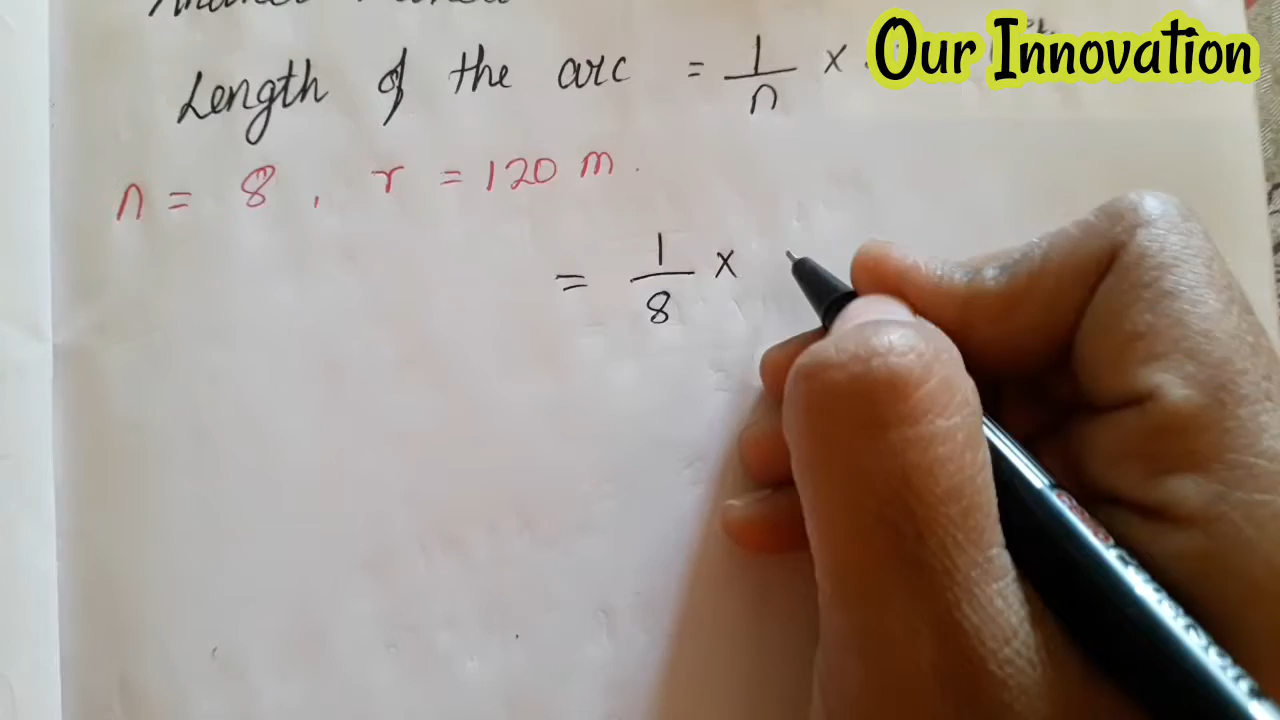 Our Innovation
Length of the arc = 1/n ×
n = 8 , r = 120 m.
= 1/8 ×